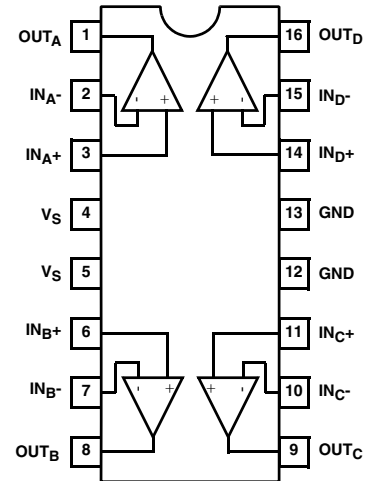 OUTA 1 16 OUTD
INA- 2 - + + - 15 IND-
INA+ 3 14 IND+
VS 4 13 GND
VS 5 12 GND
INB+ 6 11 INC+
INB- 7 - + + - 10 INC-
OUTB 8 9 OUTC